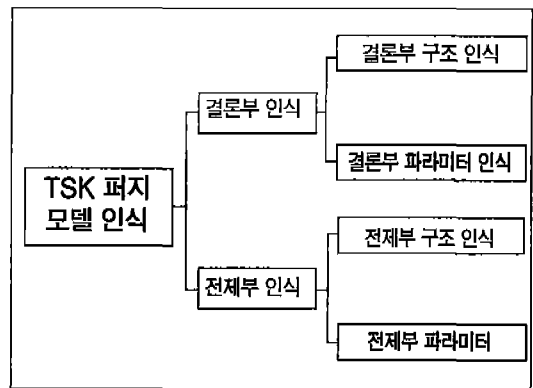 TSK 퍼지
모델 인식
결론부 인식
결론부 구조 인식
결론부 파라미터 인식
전제부 인식
전제부 구조 인식
전제부 파라미터